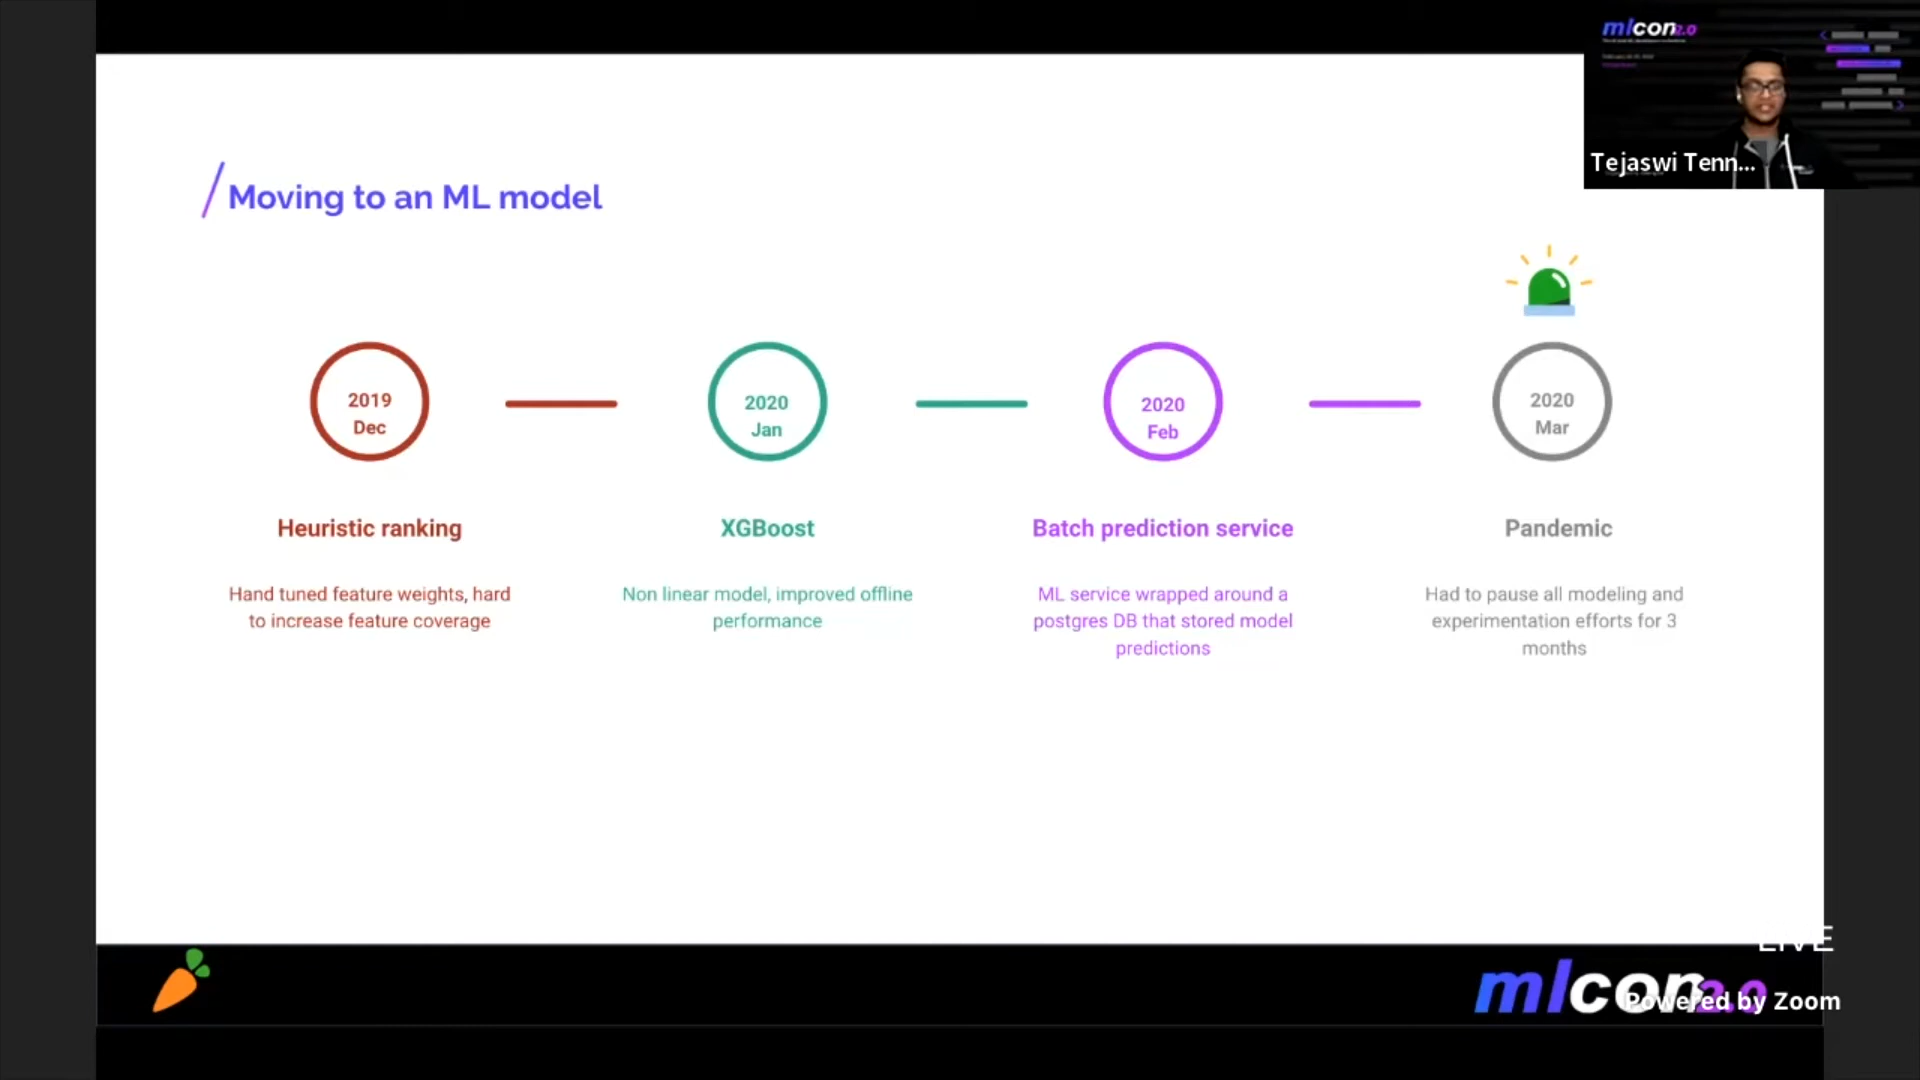 mlcon2.0
Tejaswi Tenn...
Moving to an ML model
2019
Dec
2020
Jan
2020
Feb
2020
Mar
Heuristic ranking
XGBoost
Batch prediction service
Pandemic
Hand tuned feature weights, hard
to increase feature coverage
Non linear model, improved offline
performance
ML service wrapped around a
postgres DB that stored model
predictions
Had to pause all modeling and
experimentation efforts for 3
months
LIVE
mlcon2.0
Powered by Zoom